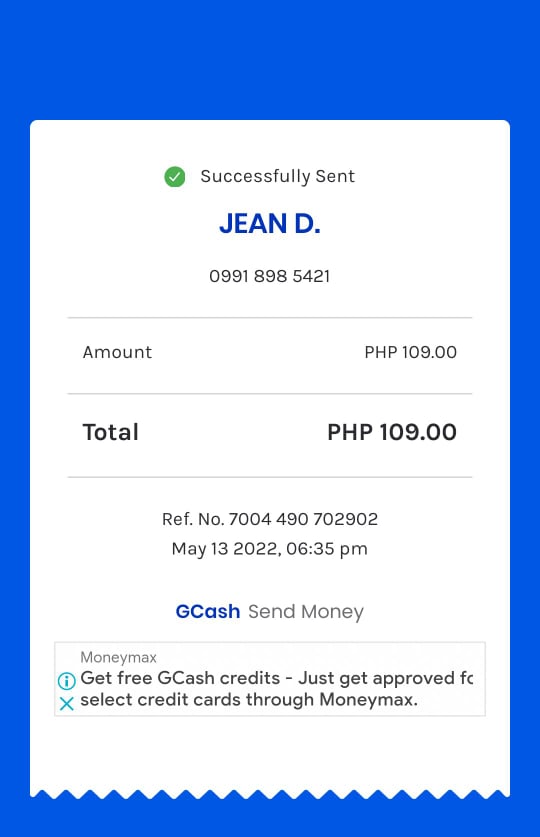 Successfully Sent
JEAN D.
0991 898 5421
Amount PHP 109.00
Total PHP 109.00
Ref. No. 7004 490 702902
May 13 2022, 06:35 pm
GCash Send Money
Moneymax
Get free GCash credits - Just get approved fo
select credit cards through Moneymax.